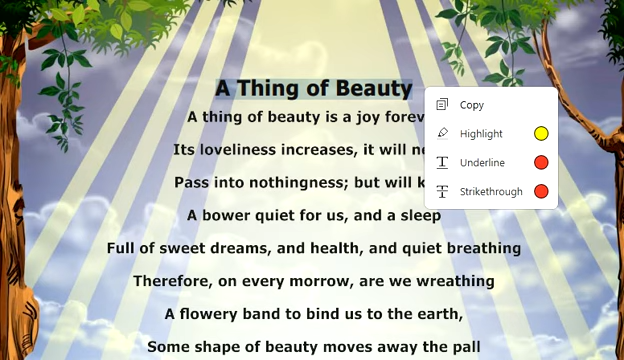 A Thing of Beauty
A thing of beauty is a joy
Its loveliness increases, it will
Pass into nothingness; but will
A bower quiet for us, and a sleep
Full of sweet dreams, and health, and quiet breathing
Therefore, on every morrow, are we wreathing
A flowery band to bind us to the earth,
Some shape of beauty moves away the pall
Copy
Highlight
Underline
Strikethrough